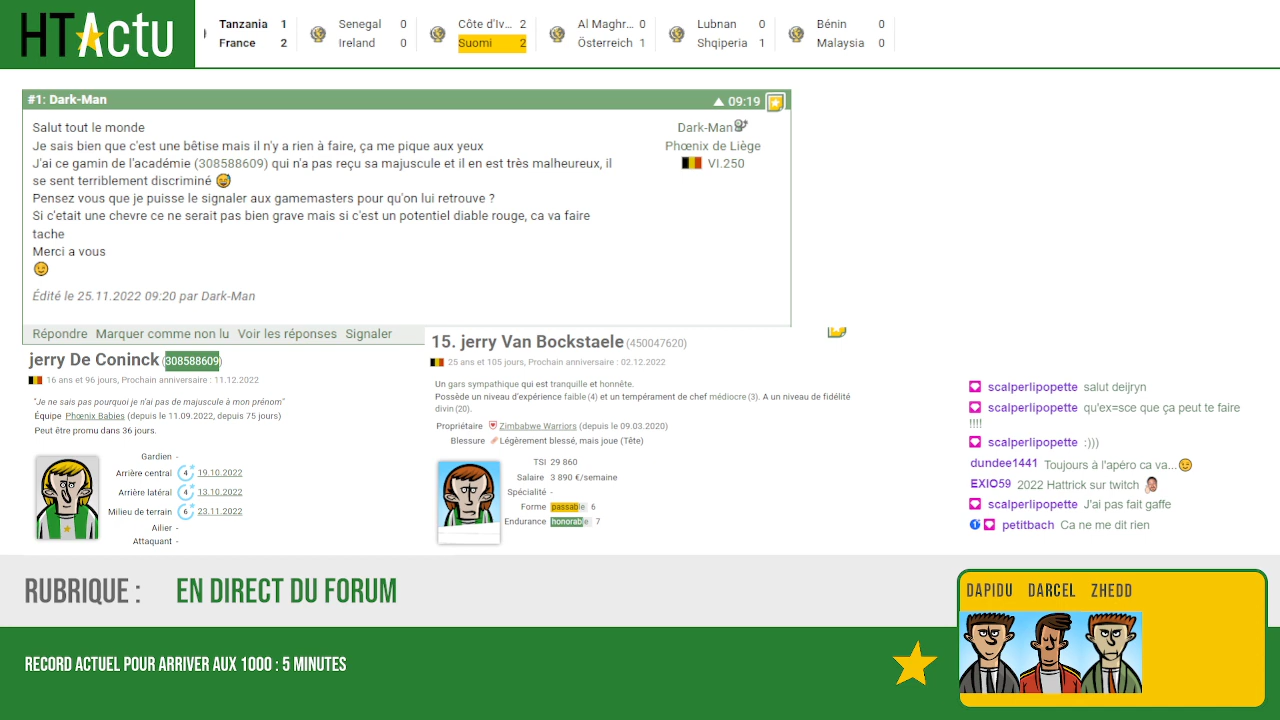 HTActu
Tanzania 1
France 2
Senegal 0
Ireland 0
Côte d'Iv... 2
Suomi 2
Al Maghr... 0
Österreich 1
Lubnan 0
Shqiperia 1
Bénin 0
Malaysia 0
#1: Dark-Man
09:19
Salut tout le monde
Je sais bien que c'est une bêtise mais il n'y a rien à faire, ça me pique aux yeux
J'ai ce gamin de l'académie (308588609) qui n'a pas reçu sa majuscule et il en est très malheureux, il
se sent terriblement discriminé
Pensez vous que je puisse le signaler aux gamemasters pour qu'on lui retrouve ?
Si c'etait une chevre ce ne serait pas bien grave mais si c'est un potentiel diable rouge, ca va faire
tache
Merci a vous
Édité le 25.11.2022 09:20 par Dark-Man
Dark-Man
Phœnix de Liège
VI.250
Répondre Marquer comme non lu Voir les réponses Signaler
jerry De Coninck (308588609)
16 ans et 96 jours, Prochain anniversaire : 11.12.2022
"Je ne sais pas pourquoi je n'ai pas de majuscule à mon prénom"
Équipe Phœnix Babies (depuis le 11.09.2022, depuis 75 jours)
Peut être promu dans 36 jours.
Gardien -
Arrière central 4 19.10.2022
Arrière latéral 4 13.10.2022
Milieu de terrain 6 23.11.2022
Ailier -
Attaquant -
15. jerry Van Bockstaele (450047620)
25 ans et 105 jours, Prochain anniversaire : 02.12.2022
Un gars sympathique qui est tranquille et honnête.
Possède un niveau d'expérience faible (4) et un tempérament de chef médiocre (3). A un niveau de fidélité
divin (20).
Propriétaire Zimbabwe Warriors (depuis le 09.03.2020)
Blessure Légèrement blessé, mais joue (Tête)
TSI 29 860
Salaire 3 890 €/semaine
Spécialité -
Forme passable 6
Endurance honorable 7
scalperlipopette salut deijryn
scalperlipopette qu'ex=sce que ça peut te faire
!!!!
scalperlipopette :)))
dundee1441 Toujours à l'apéro ca va...
EXIO59 2022 Hattrick sur twitch
scalperlipopette J'ai pas fait gaffe
petitbach Ca ne me dit rien
RUBRIQUE : EN DIRECT DU FORUM
RECORD ACTUEL POUR ARRIVER AUX 1000 : 5 MINUTES
DAPIDU DARCEL ZHEDD